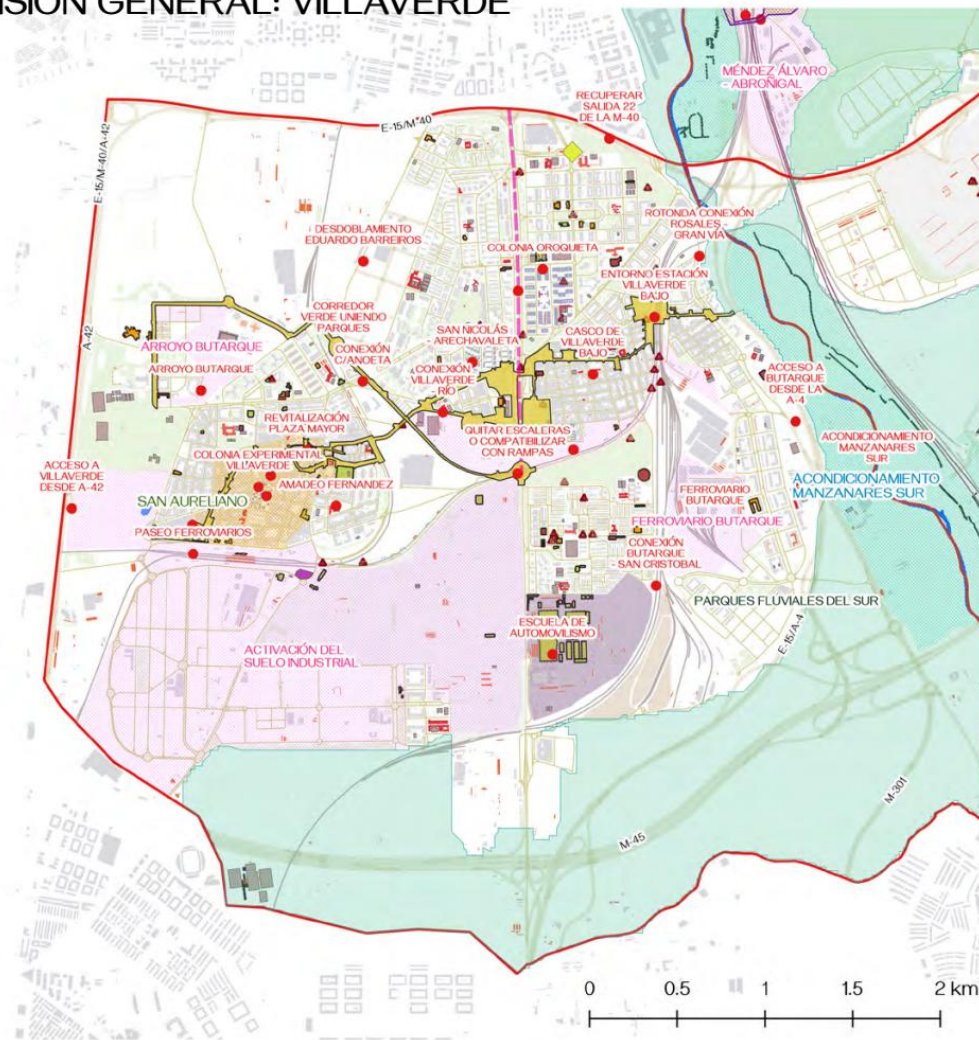 ISIÓN GENERAL: VILLAVERDE
MÉNDEZ ÁLVARO
- ABROÑIGAL
RECUPERAR
SALIDA 22
DE LA M-40
E-15/M-40
E-15/M-40/A-42
ROTONDA CONEXIÓN
ROSALES -
GRAN VÍA
DESDOBLAMIENTO
EDUARDO BARREIROS
COLONIA OROQUIETA
ENTORNO ESTACIÓN
VILLAVERDE
BAJO
CORREDOR
VERDE UNIENDO
PARQUES
A-42
ARROYO BUTARQUE
ARROYO BUTARQUE
CONEXIÓN
C/ANOETA
SAN NICOLÁS
ARECHAVALETA
CASCO DE
VILLAVERDE
BAJO
CONEXIÓN
VILLAVERDE
RÍO
ACCESO A
BUTARQUE
DESDE LA
A-4
REVITALIZACIÓN
PLAZA MAYOR
QUITAR ESCALERAS
O COMPATIBILIZAR
CON RAMPAS
ACONDICIONAMIENTO
MANZANARES
SUR
ACONDICIONAMIENTO
MANZANARES SUR
COLONIA EXPERIMENTAL
VILLAVERDE
ACCESO A
VILLAVERDE
DESDE A-42
AMADEO FERNANDEZ
SAN AURELIANO
PASEO FERROVIARIOS
FERROVIARIO
BUTARQUE
FERROVIARIO BUTARQUE
CONEXIÓN
BUTARQUE
- SAN CRISTOBAL
PARQUES FLUVIALES DEL SUR
E-15/A-4
ESCUELA DE
AUTOMOVILISMO
ACTIVACIÓN DEL
SUELO INDUSTRIAL
M-301
M-45
0 0.5 1 1.5 2 km